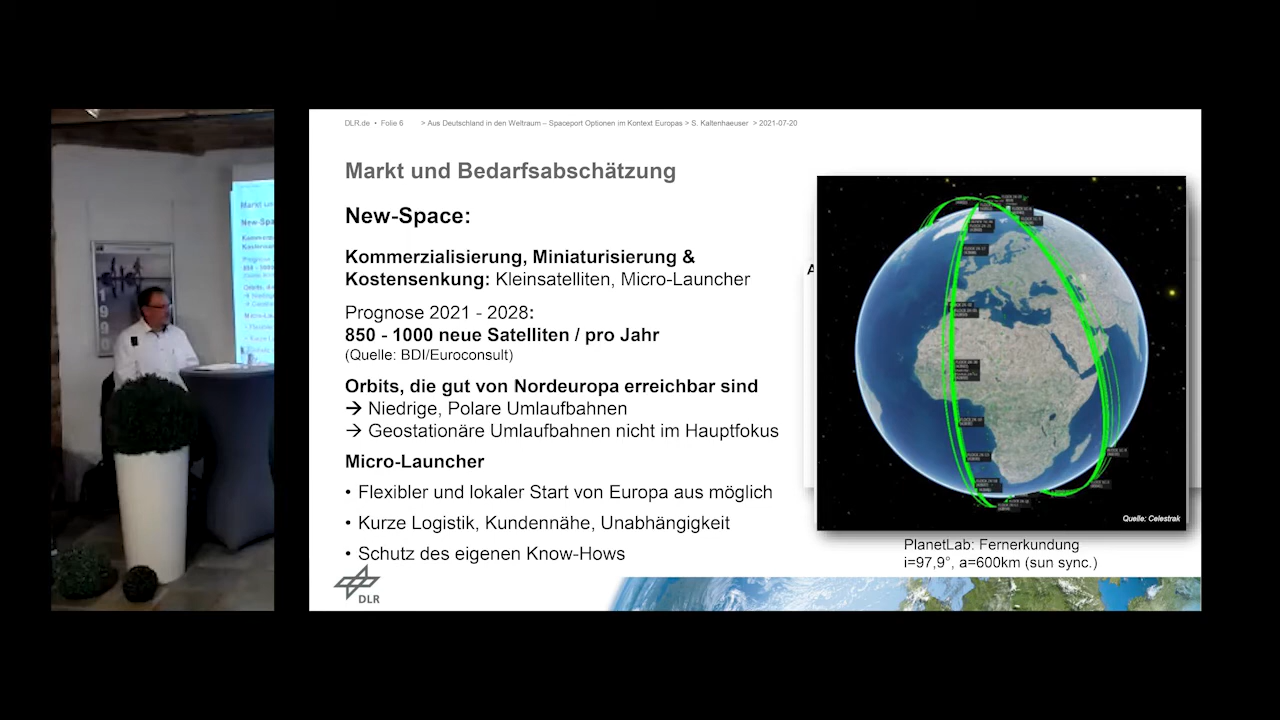 DLR.de • Folie 6 > Aus Deutschland in den Weltraum – Spaceport Optionen im Kontext Europas > S. Kaltenhaeuser > 2021-07-20
Markt und Bedarfsabschätzung
New-Space:
Kommerzialisierung, Miniaturisierung &
Kostensenkung: Kleinsatelliten, Micro-Launcher
Prognose 2021 - 2028:
850 - 1000 neue Satelliten / pro Jahr
(Quelle: BDI/Euroconsult)
Orbits, die gut von Nordeuropa erreichbar sind
→ Niedrige, Polare Umlaufbahnen
→ Geostationäre Umlaufbahnen nicht im Hauptfokus
Micro-Launcher
• Flexibler und lokaler Start von Europa aus möglich
• Kurze Logistik, Kundennähe, Unabhängigkeit
• Schutz des eigenen Know-Hows
Quelle: Celestrak
PlanetLab: Fernerkundung
i=97,9°, a=600km (sun sync.)
DLR
1990